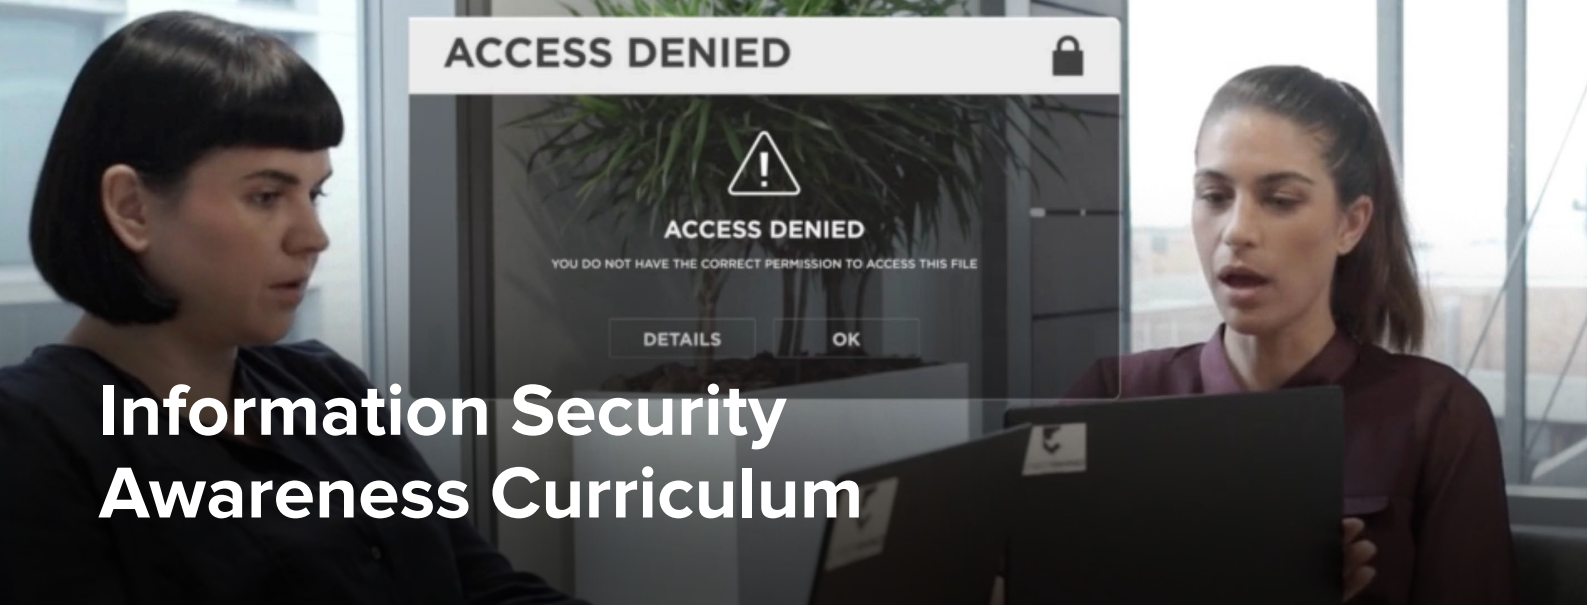 ACCESS DENIED
ACCESS DENIED
YOU DO NOT HAVE THE CORRECT PERMISSION TO ACCESS THIS FILE
DETAILS
OK
Information Security
Awareness Curriculum